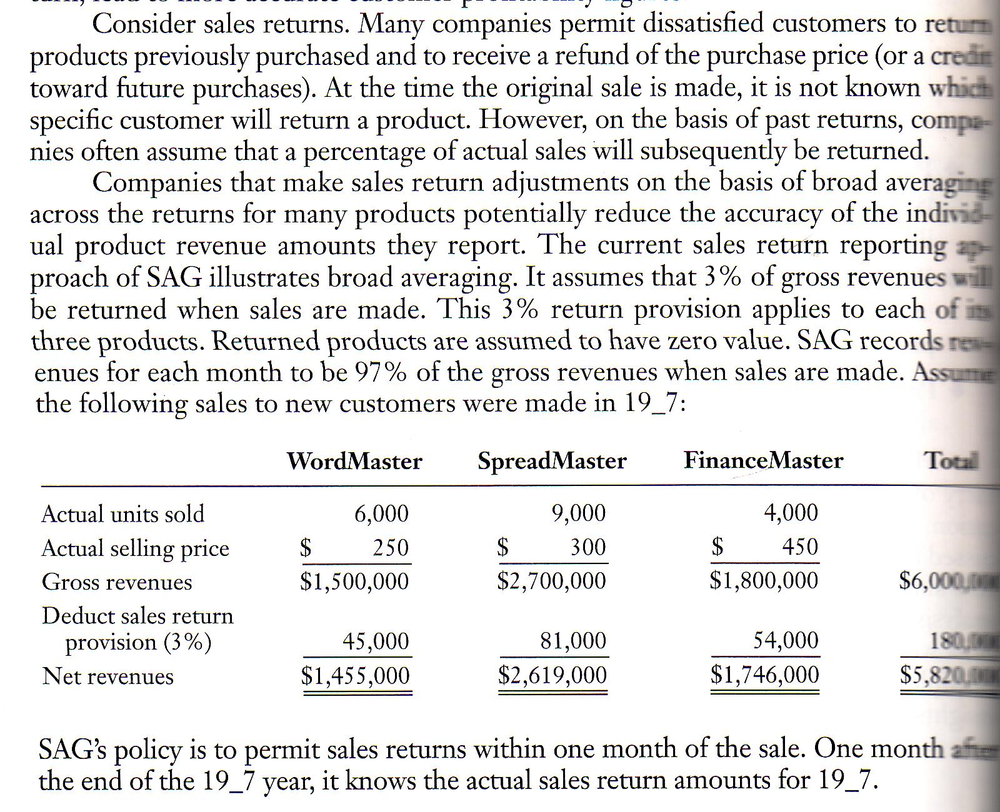 Consider sales returns. Many companies permit dissatisfied customers to return
products previously purchased and to receive a refund of the purchase price (or a credit
toward future purchases). At the time the original sale is made, it is not known which
specific customer will return a product. However, on the basis of past returns, compa-
nies often assume that a percentage of actual sales will subsequently be returned.
Companies that make sales return adjustments on the basis of broad averaging
across the returns for many products potentially reduce the accuracy of the individ-
ual product revenue amounts they report. The current sales return reporting ap-
proach of SAG illustrates broad averaging. It assumes that 3% of gross revenues will
be returned when sales are made. This 3% return provision applies to each of its
three products. Returned products are assumed to have zero value. SAG records rev-
enues for each month to be 97% of the gross revenues when sales are made. Assume
the following sales to new customers were made in 19_7:
WordMaster SpreadMaster FinanceMaster Total
Actual units sold 6,000 9,000 4,000
Actual selling price $ 250 $ 300 $ 450
Gross revenues $1,500,000 $2,700,000 $1,800,000 $6,000,000
Deduct sales return
provision (3%) 45,000 81,000 54,000 180,000
Net revenues $1,455,000 $2,619,000 $1,746,000 $5,820,000
SAG's policy is to permit sales returns within one month of the sale. One month after
the end of the 19_7 year, it knows the actual sales return amounts for 19_7.